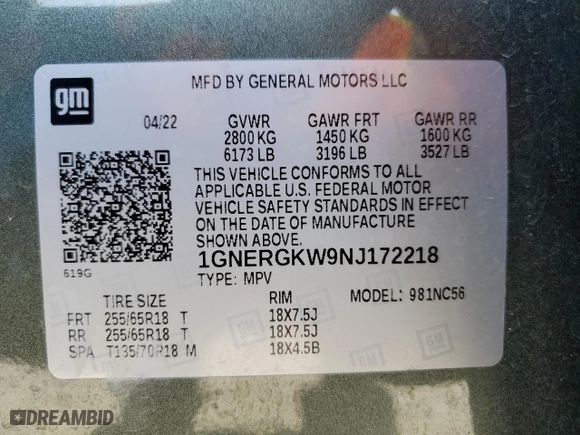 gm
MFD BY GENERAL MOTORS LLC
04/22 GVWR GAWR FRT GAWR RR
2800 KG 1450 KG 1600 KG
6173 LB 3196 LB 3527 LB
THIS VEHICLE CONFORMS TO ALL
APPLICABLE U.S. FEDERAL MOTOR
VEHICLE SAFETY STANDARDS IN EFFECT
ON THE DATE OF MANUFACTURE
SHOWN ABOVE.
619G
1GNERGKW9NJ172218
TYPE: MPV
TIRE SIZE RIM MODEL: 981NC56
FRT 255/65R18 T 18X7.5J
RR 255/65R18 T 18X7.5J
SPA T135/70R18 M 18X4.5B
DREAMBID